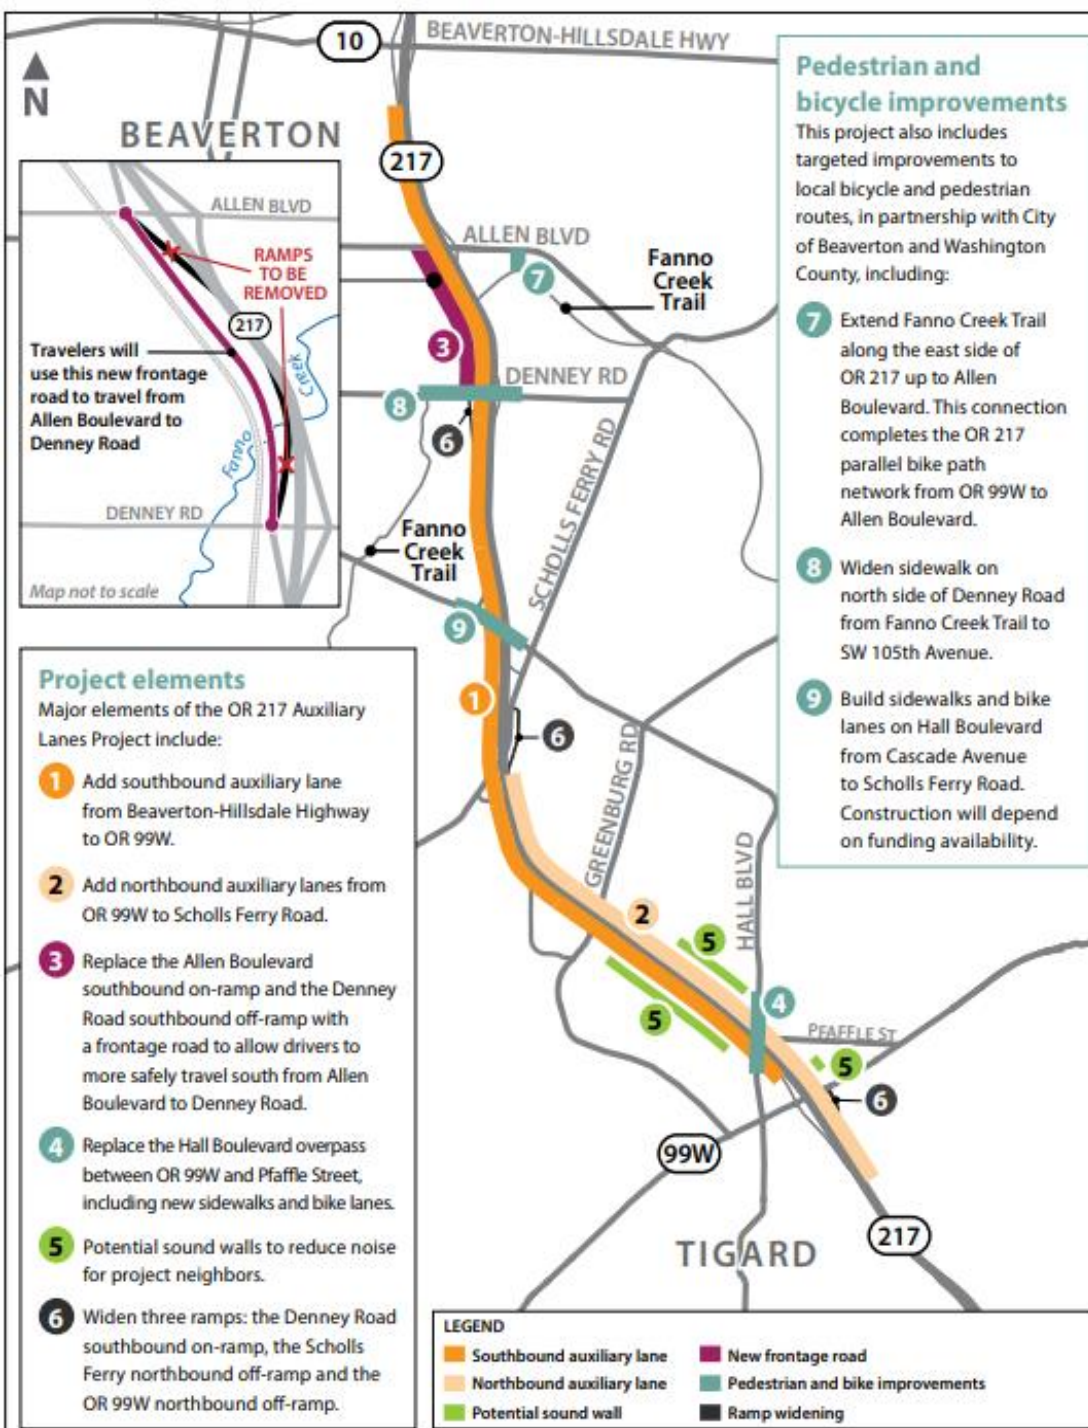 10
BEAVERTON-HILLSDALE HWY
N
BEAVERTON
217
ALLEN BLVD
Fanno
Creek
Trail
7
3
DENNEY RD
8
6
SCHOLLS FERRY RD
Fanno
Creek
Trail
9
1
6
GREENBURG RD
HALL BLVD
2
5
5
4
PFAFFLE ST
5
6
99W
217
TIGARD
ALLEN BLVD
RAMPS
TO BE
REMOVED
217
Travelers will
use this new frontage
road to travel from
Allen Boulevard to
Denney Road
Fanno
Creek
DENNEY RD
Map not to scale
Project elements
Major elements of the OR 217 Auxiliary
Lanes Project include:
1 Add southbound auxiliary lane
from Beaverton-Hillsdale Highway
to OR 99W.
2 Add northbound auxiliary lanes from
OR 99W to Scholls Ferry Road.
3 Replace the Allen Boulevard
southbound on-ramp and the Denney
Road southbound off-ramp with
a frontage road to allow drivers to
more safely travel south from Allen
Boulevard to Denney Road.
4 Replace the Hall Boulevard overpass
between OR 99W and Pfaffle Street,
including new sidewalks and bike lanes.
5 Potential sound walls to reduce noise
for project neighbors.
6 Widen three ramps: the Denney Road
southbound on-ramp, the Scholls
Ferry northbound off-ramp and the
OR 99W northbound off-ramp.
Pedestrian and
bicycle improvements
This project also includes
targeted improvements to
local bicycle and pedestrian
routes, in partnership with City
of Beaverton and Washington
County, including:
7 Extend Fanno Creek Trail
along the east side of
OR 217 up to Allen
Boulevard. This connection
completes the OR 217
parallel bike path
network from OR 99W to
Allen Boulevard.
8 Widen sidewalk on
north side of Denney Road
from Fanno Creek Trail to
SW 105th Avenue.
9 Build sidewalks and bike
lanes on Hall Boulevard
from Cascade Avenue
to Scholls Ferry Road.
Construction will depend
on funding availability.
LEGEND
Southbound auxiliary lane
Northbound auxiliary lane
Potential sound wall
New frontage road
Pedestrian and bike improvements
Ramp widening